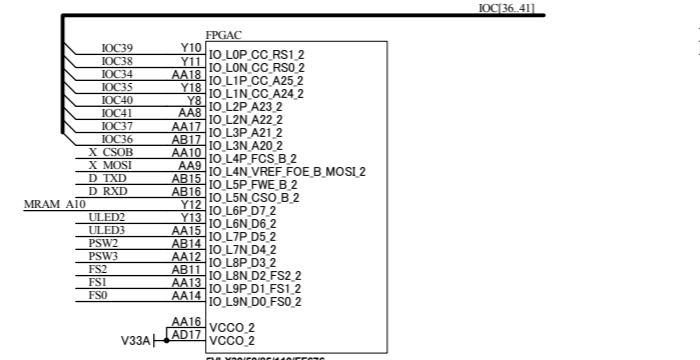 IOC[36..41]
FPGAC
IOC39 Y10 IO_L0P_CC_RS1_2
IOC38 Y11 IO_L0N_CC_RS0_2
IOC34 AA18 IO_L1P_CC_A25_2
IOC35 Y18 IO_L1N_CC_A24_2
IOC40 Y8 IO_L2P_A23_2
IOC41 AA8 IO_L2N_A22_2
IOC37 AA17 IO_L3P_A21_2
IOC36 AB17 IO_L3N_A20_2
X_CSOB AA10 IO_L4P_FCS_B_2
X_MOSI AA9 IO_L4N_VREF_FOE_B_MOSI_2
D_TXD AB15 IO_L5P_FWE_B_2
D_RXD AB16 IO_L5N_CSO_B_2
MRAM_A10 Y12 IO_L6P_D7_2
ULED2 Y13 IO_L6N_D6_2
ULED3 AA15 IO_L7P_D5_2
PSW2 AB14 IO_L7N_D4_2
PSW3 AA12 IO_L8P_D3_2
FS2 AB11 IO_L8N_D2_FS2_2
FS1 AA13 IO_L9P_D1_FS1_2
FS0 AA14 IO_L9N_D0_FS0_2
AA16 VCCO_2
V33A AD17 VCCO_2